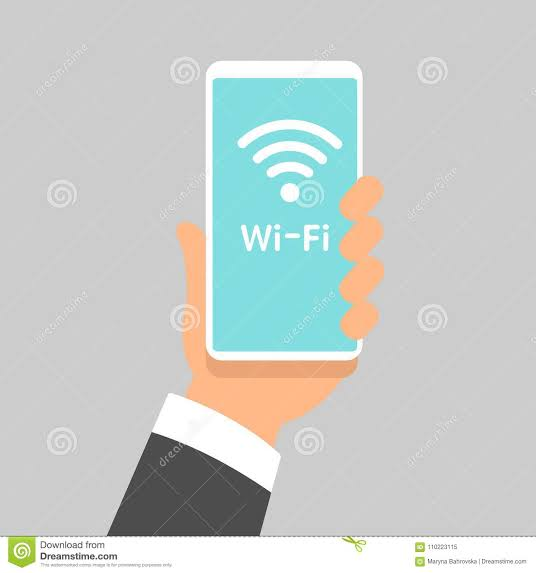 Wi-Fi
dreamstime
Download from
Dreamstime.com
This watermarked comp image is for previewing purposes only.
110223115
Maryna Bahrovska | Dreamstime.com